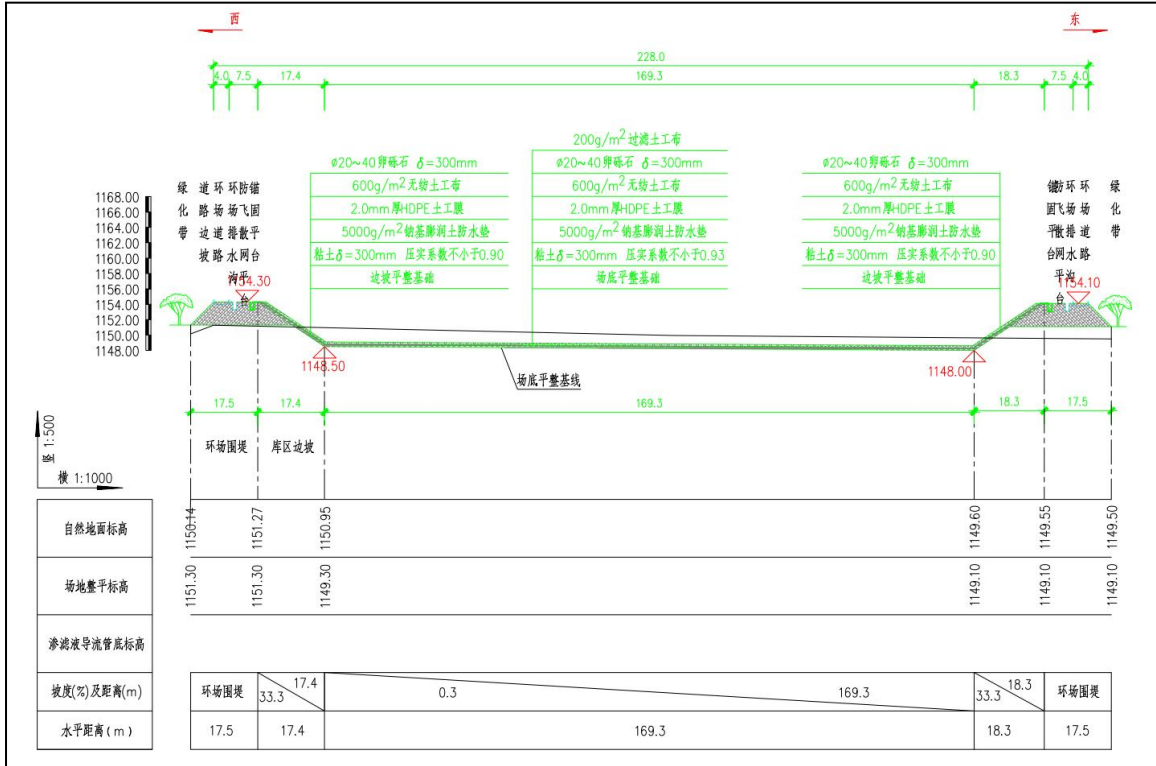 西
东
228.0
4.0 7.5 17.4 169.3 18.3 7.5 4.0
200g/m² 过滤土工布
ø20~40卵砾石 δ=300mm
ø20~40卵砾石 δ=300mm
ø20~40卵砾石 δ=300mm
600g/m² 无纺土工布
600g/m² 无纺土工布
600g/m² 无纺土工布
2.0mm厚HDPE土工膜
2.0mm厚HDPE土工膜
2.0mm厚HDPE土工膜
5000g/m² 钠基膨润土防水垫
5000g/m² 钠基膨润土防水垫
5000g/m² 钠基膨润土防水垫
粘土δ=300mm 压实系数不小于0.90
粘土δ=300mm 压实系数不小于0.93
粘土δ=300mm 压实系数不小于0.90
边坡平整基础
场底平整基础
边坡平整基础
1168.00
1166.00
1164.00
1162.00
1160.00
1158.00
1156.00
1154.00
1152.00
1150.00
1148.00
绿化带
道路边坡
环场道路
环场排水沟
防飞散网平台
锚固平台
锚固平台
防飞散网平台
环场排水沟
环场道路
绿化带
1154.30
1154.10
1148.50
1148.00
场底平整基线
17.5 17.4 169.3 18.3 17.5
环场围堤 库区边坡
竖 1:500
横 1:1000
自然地面标高 1150.14 1151.27 1150.95 1149.60 1149.55 1149.50
场地整平标高 1151.30 1151.30 1149.30 1149.10 1149.10 1149.10
渗滤液导流管底标高
坡度(%)及距离(m) 环场围堤 33.3 17.4 0.3 169.3 33.3 18.3 环场围堤
水平距离(m) 17.5 17.4 169.3 18.3 17.5